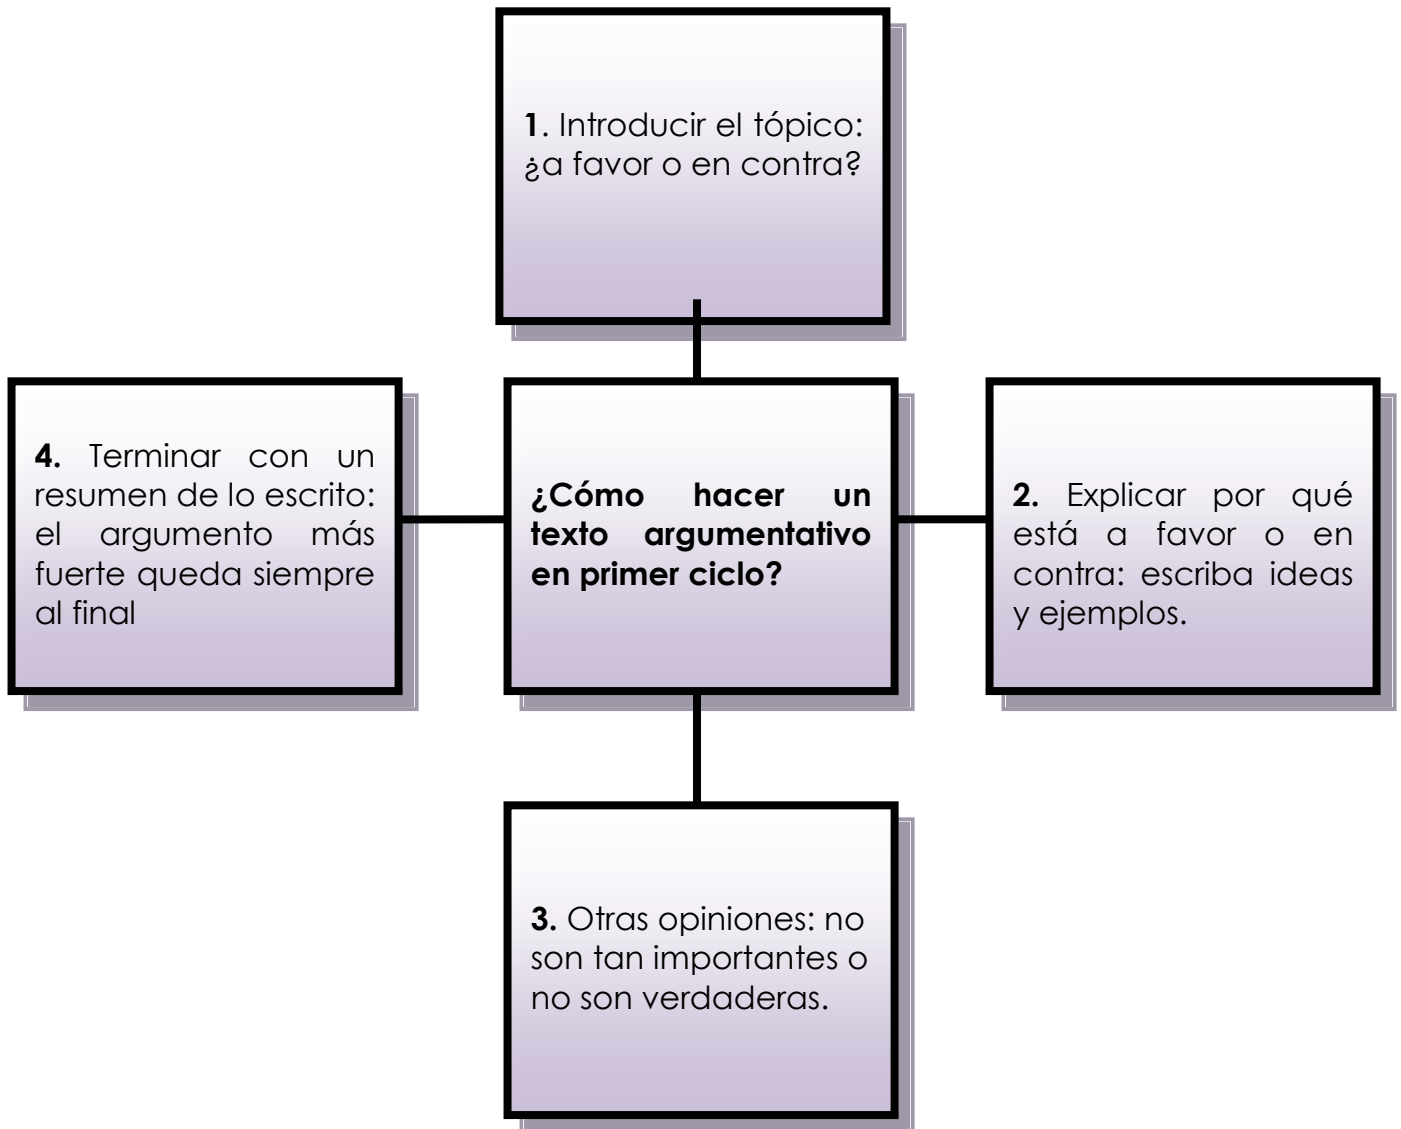 1. Introducir el tópico:
¿a favor o en contra?
4. Terminar con un
resumen de lo escrito:
el argumento más
fuerte queda siempre
al final
¿Cómo hacer un
texto argumentativo
en primer ciclo?
2. Explicar por qué
está a favor o en
contra: escriba ideas
y ejemplos.
3. Otras opiniones: no
son tan importantes o
no son verdaderas.